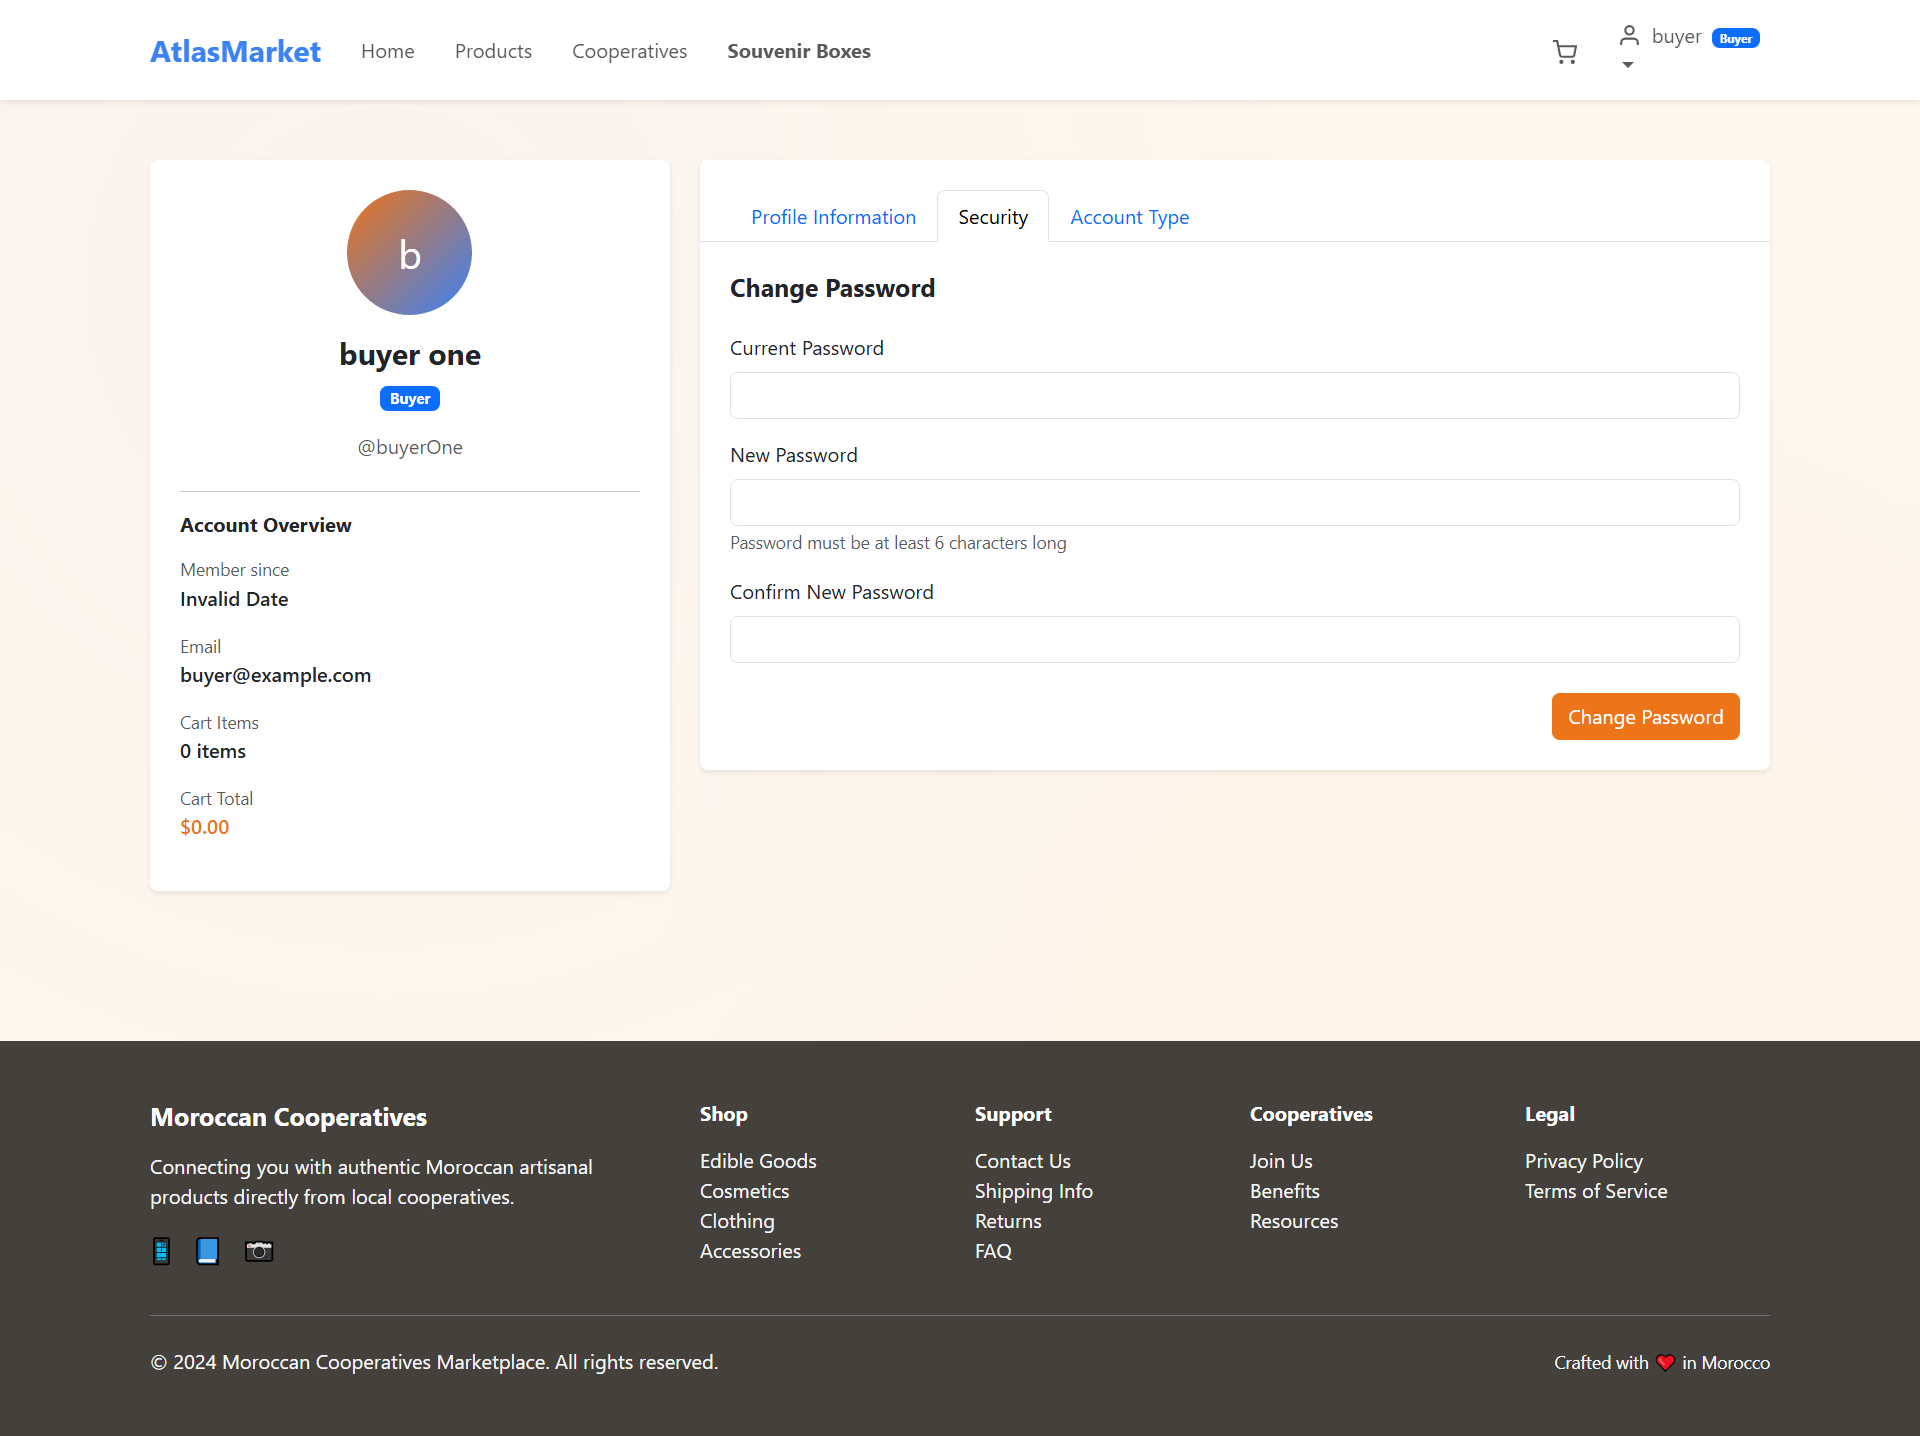 AtlasMarket
Home
Products
Cooperatives
Souvenir Boxes
buyer
Buyer
b
buyer one
Buyer
@buyerOne
Account Overview
Member since
Invalid Date
Email
buyer@example.com
Cart Items
0 items
Cart Total
$0.00
Profile Information
Security
Account Type
Change Password
Current Password
New Password
Password must be at least 6 characters long
Confirm New Password
Change Password
Moroccan Cooperatives
Connecting you with authentic Moroccan artisanal
products directly from local cooperatives.
Shop
Edible Goods
Cosmetics
Clothing
Accessories
Support
Contact Us
Shipping Info
Returns
FAQ
Cooperatives
Join Us
Benefits
Resources
Legal
Privacy Policy
Terms of Service
© 2024 Moroccan Cooperatives Marketplace. All rights reserved.
Crafted with ❤️ in Morocco